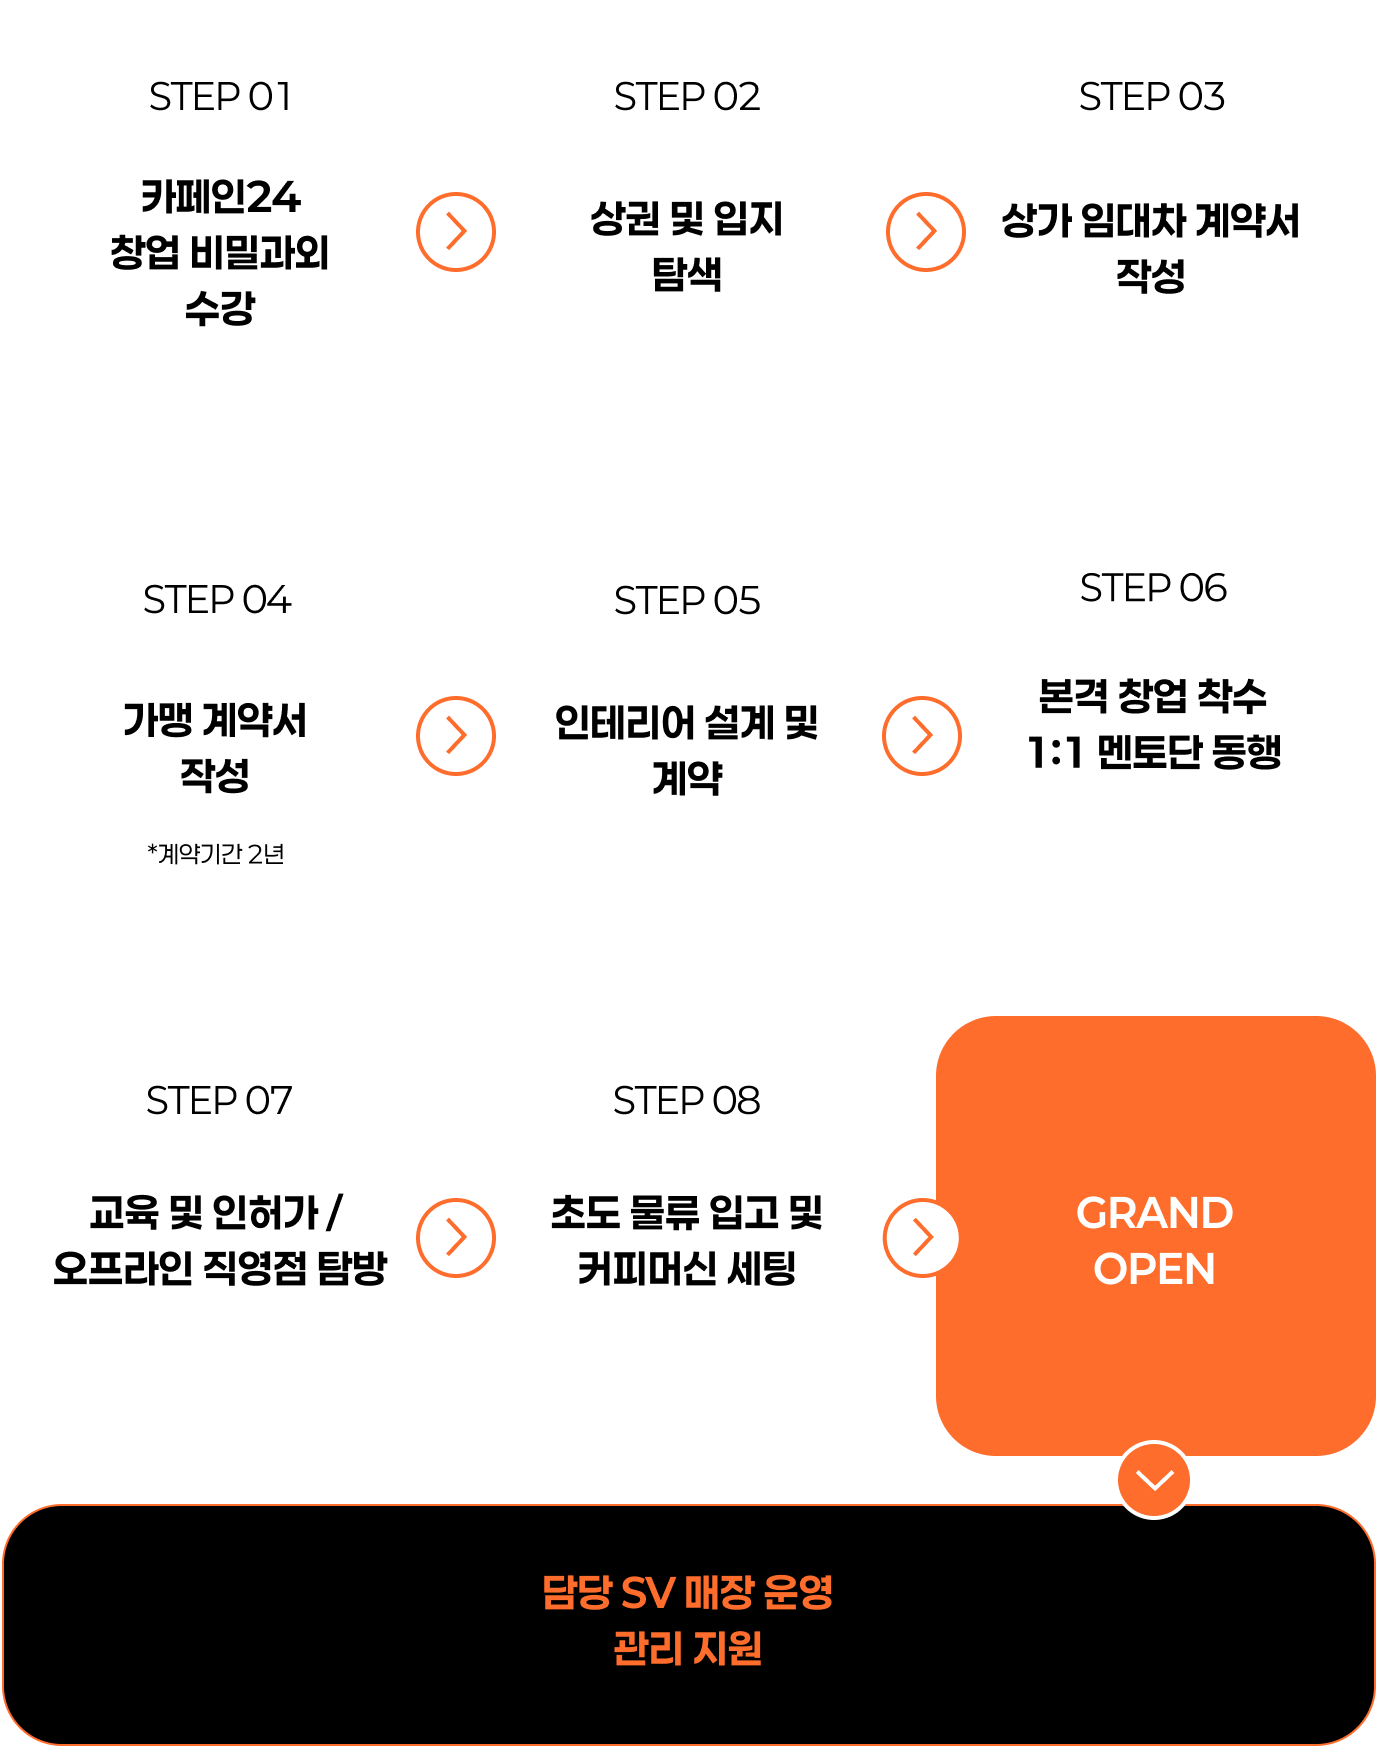 STEP 01
카페인24
창업 비밀과외
수강
STEP 02
상권 및 입지
탐색
STEP 03
상가 임대차 계약서
작성
STEP 04
가맹 계약서
작성
*계약기간 2년
STEP 05
인테리어 설계 및
계약
STEP 06
본격 창업 착수
1:1 멘토단 동행
STEP 07
교육 및 인허가 /
오프라인 직영점 탐방
STEP 08
초도 물류 입고 및
커피머신 세팅
GRAND
OPEN
담당 SV 매장 운영
관리 지원